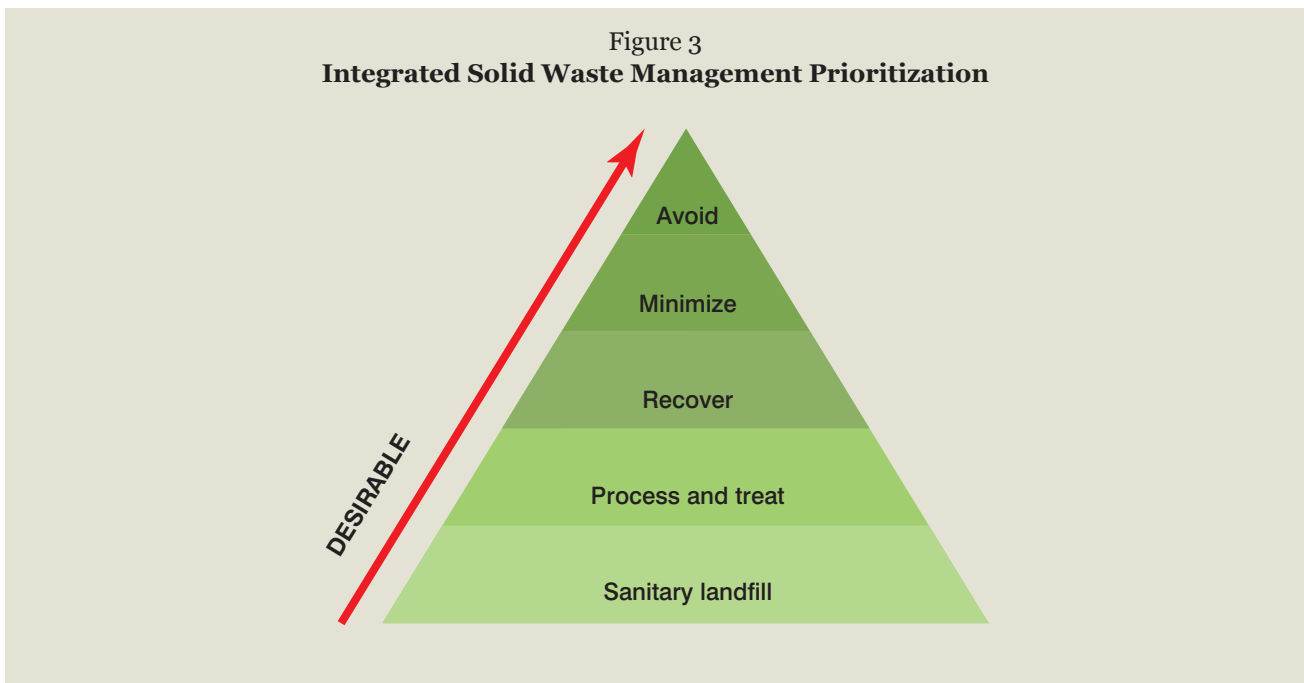 Figure 3
Integrated Solid Waste Management Prioritization
Avoid
Minimize
Recover
DESIRABLE
Process and treat
Sanitary landfill